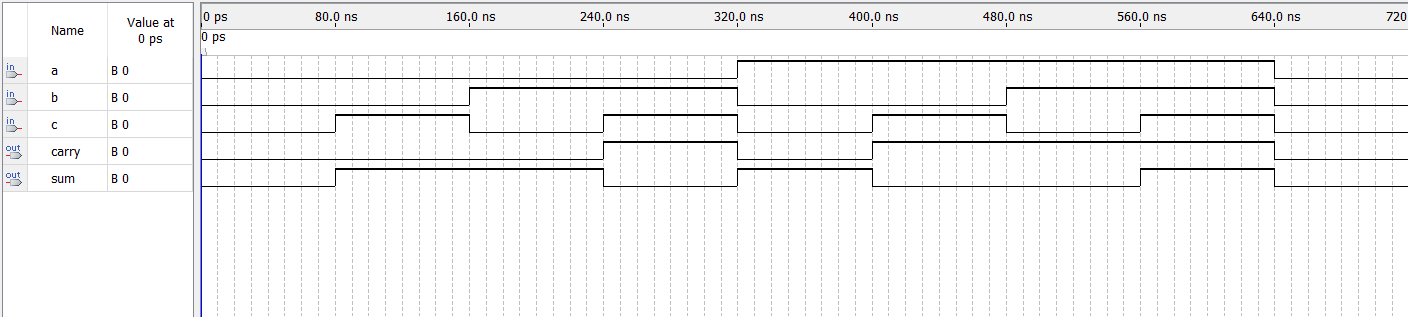 Name
Value at
0 ps
0 ps 80.0 ns 160.0 ns 240.0 ns 320.0 ns 400.0 ns 480.0 ns 560.0 ns 640.0 ns 720
0 ps
in a B 0
in b B 0
in c B 0
out carry B 0
out sum B 0